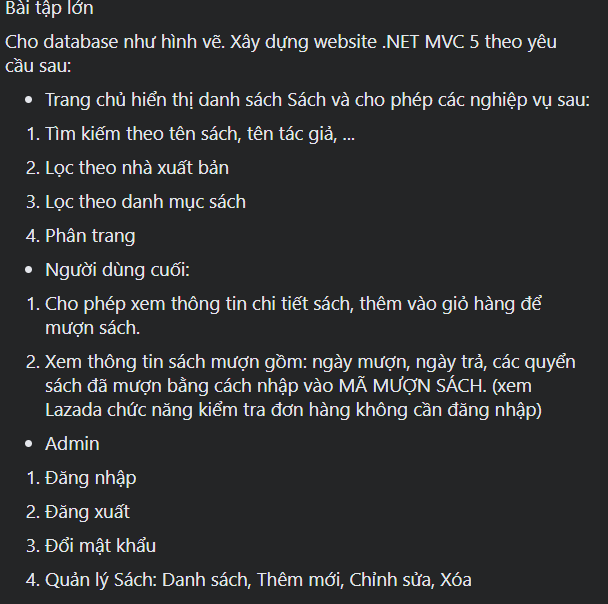 Bài tập lớn
Cho database như hình vẽ. Xây dựng website .NET MVC 5 theo yêu
cầu sau:
• Trang chủ hiển thị danh sách Sách và cho phép các nghiệp vụ sau:
1. Tìm kiếm theo tên sách, tên tác giả, ...
2. Lọc theo nhà xuất bản
3. Lọc theo danh mục sách
4. Phân trang
• Người dùng cuối:
1. Cho phép xem thông tin chi tiết sách, thêm vào giỏ hàng để
mượn sách.
2. Xem thông tin sách mượn gồm: ngày mượn, ngày trả, các quyển
sách đã mượn bằng cách nhập vào MÃ MƯỢN SÁCH. (xem
Lazada chức năng kiểm tra đơn hàng không cần đăng nhập)
• Admin
1. Đăng nhập
2. Đăng xuất
3. Đổi mật khẩu
4. Quản lý Sách: Danh sách, Thêm mới, Chỉnh sửa, Xóa